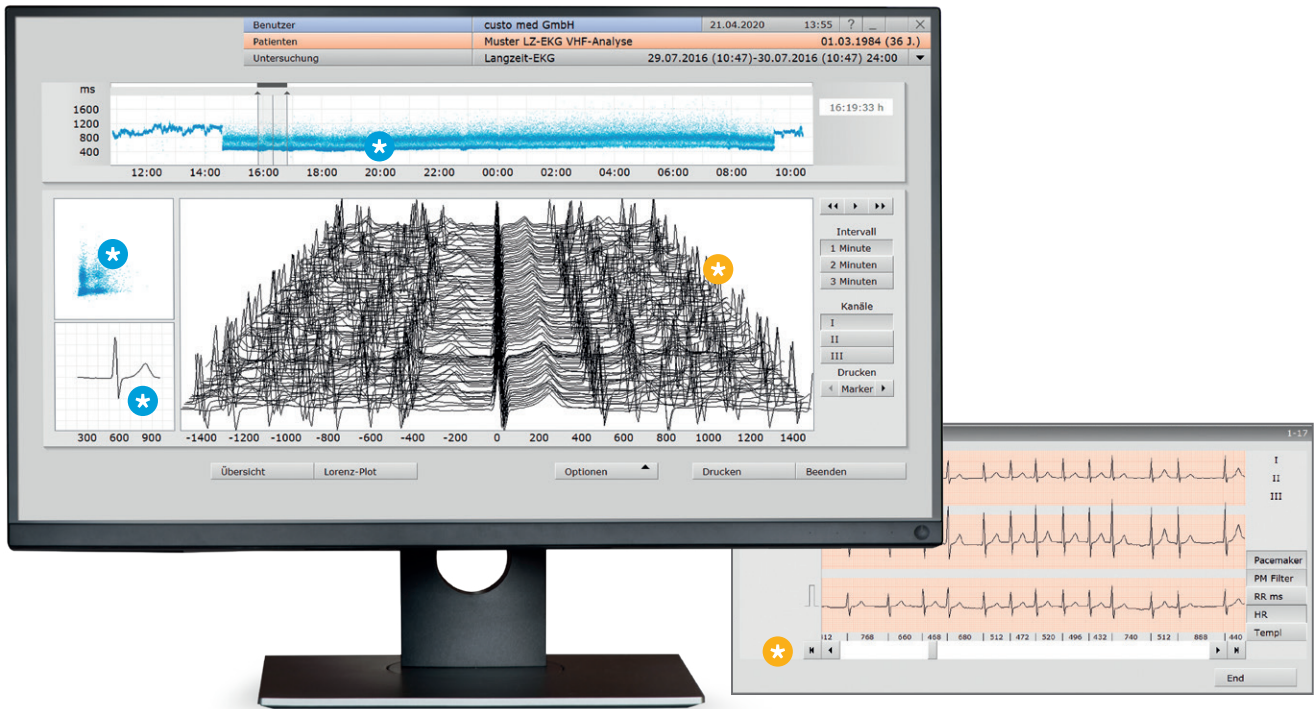 Benutzer custo med GmbH 21.04.2020 13:55 ? _ X
Patienten Muster LZ-EKG VHF-Analyse 01.03.1984 (36 J.)
Untersuchung Langzeit-EKG 29.07.2016 (10:47)-30.07.2016 (10:47) 24:00
ms
1600
1200
800
400
16:19:33 h
12:00 14:00 16:00 18:00 20:00 22:00 00:00 02:00 04:00 06:00 08:00 10:00
Intervall
1 Minute
2 Minuten
3 Minuten
Kanäle
I
II
III
Drucken
Marker
300 600 900
-1400 -1200 -1000 -800 -600 -400 -200 0 200 400 600 800 1000 1200 1400
Übersicht Lorenz-Plot Optionen Drucken Beenden
1-17
I
II
III
Pacemaker
PM Filter
RR ms
HR
Templ
768 660 468 680 512 472 520 496 432 740 512 888 440
End